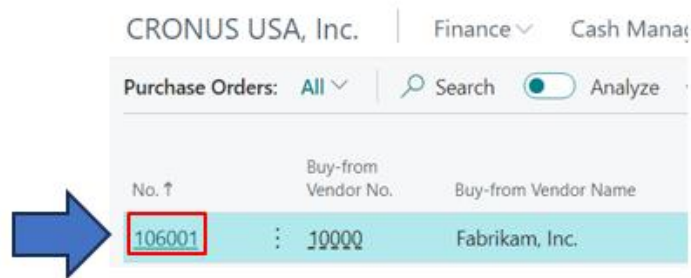 CRONUS USA, Inc. Finance Cash Mana
Purchase Orders: All Search Analyze
No. ↑ Buy-from Vendor No. Buy-from Vendor Name
106001 10000 Fabrikam, Inc.